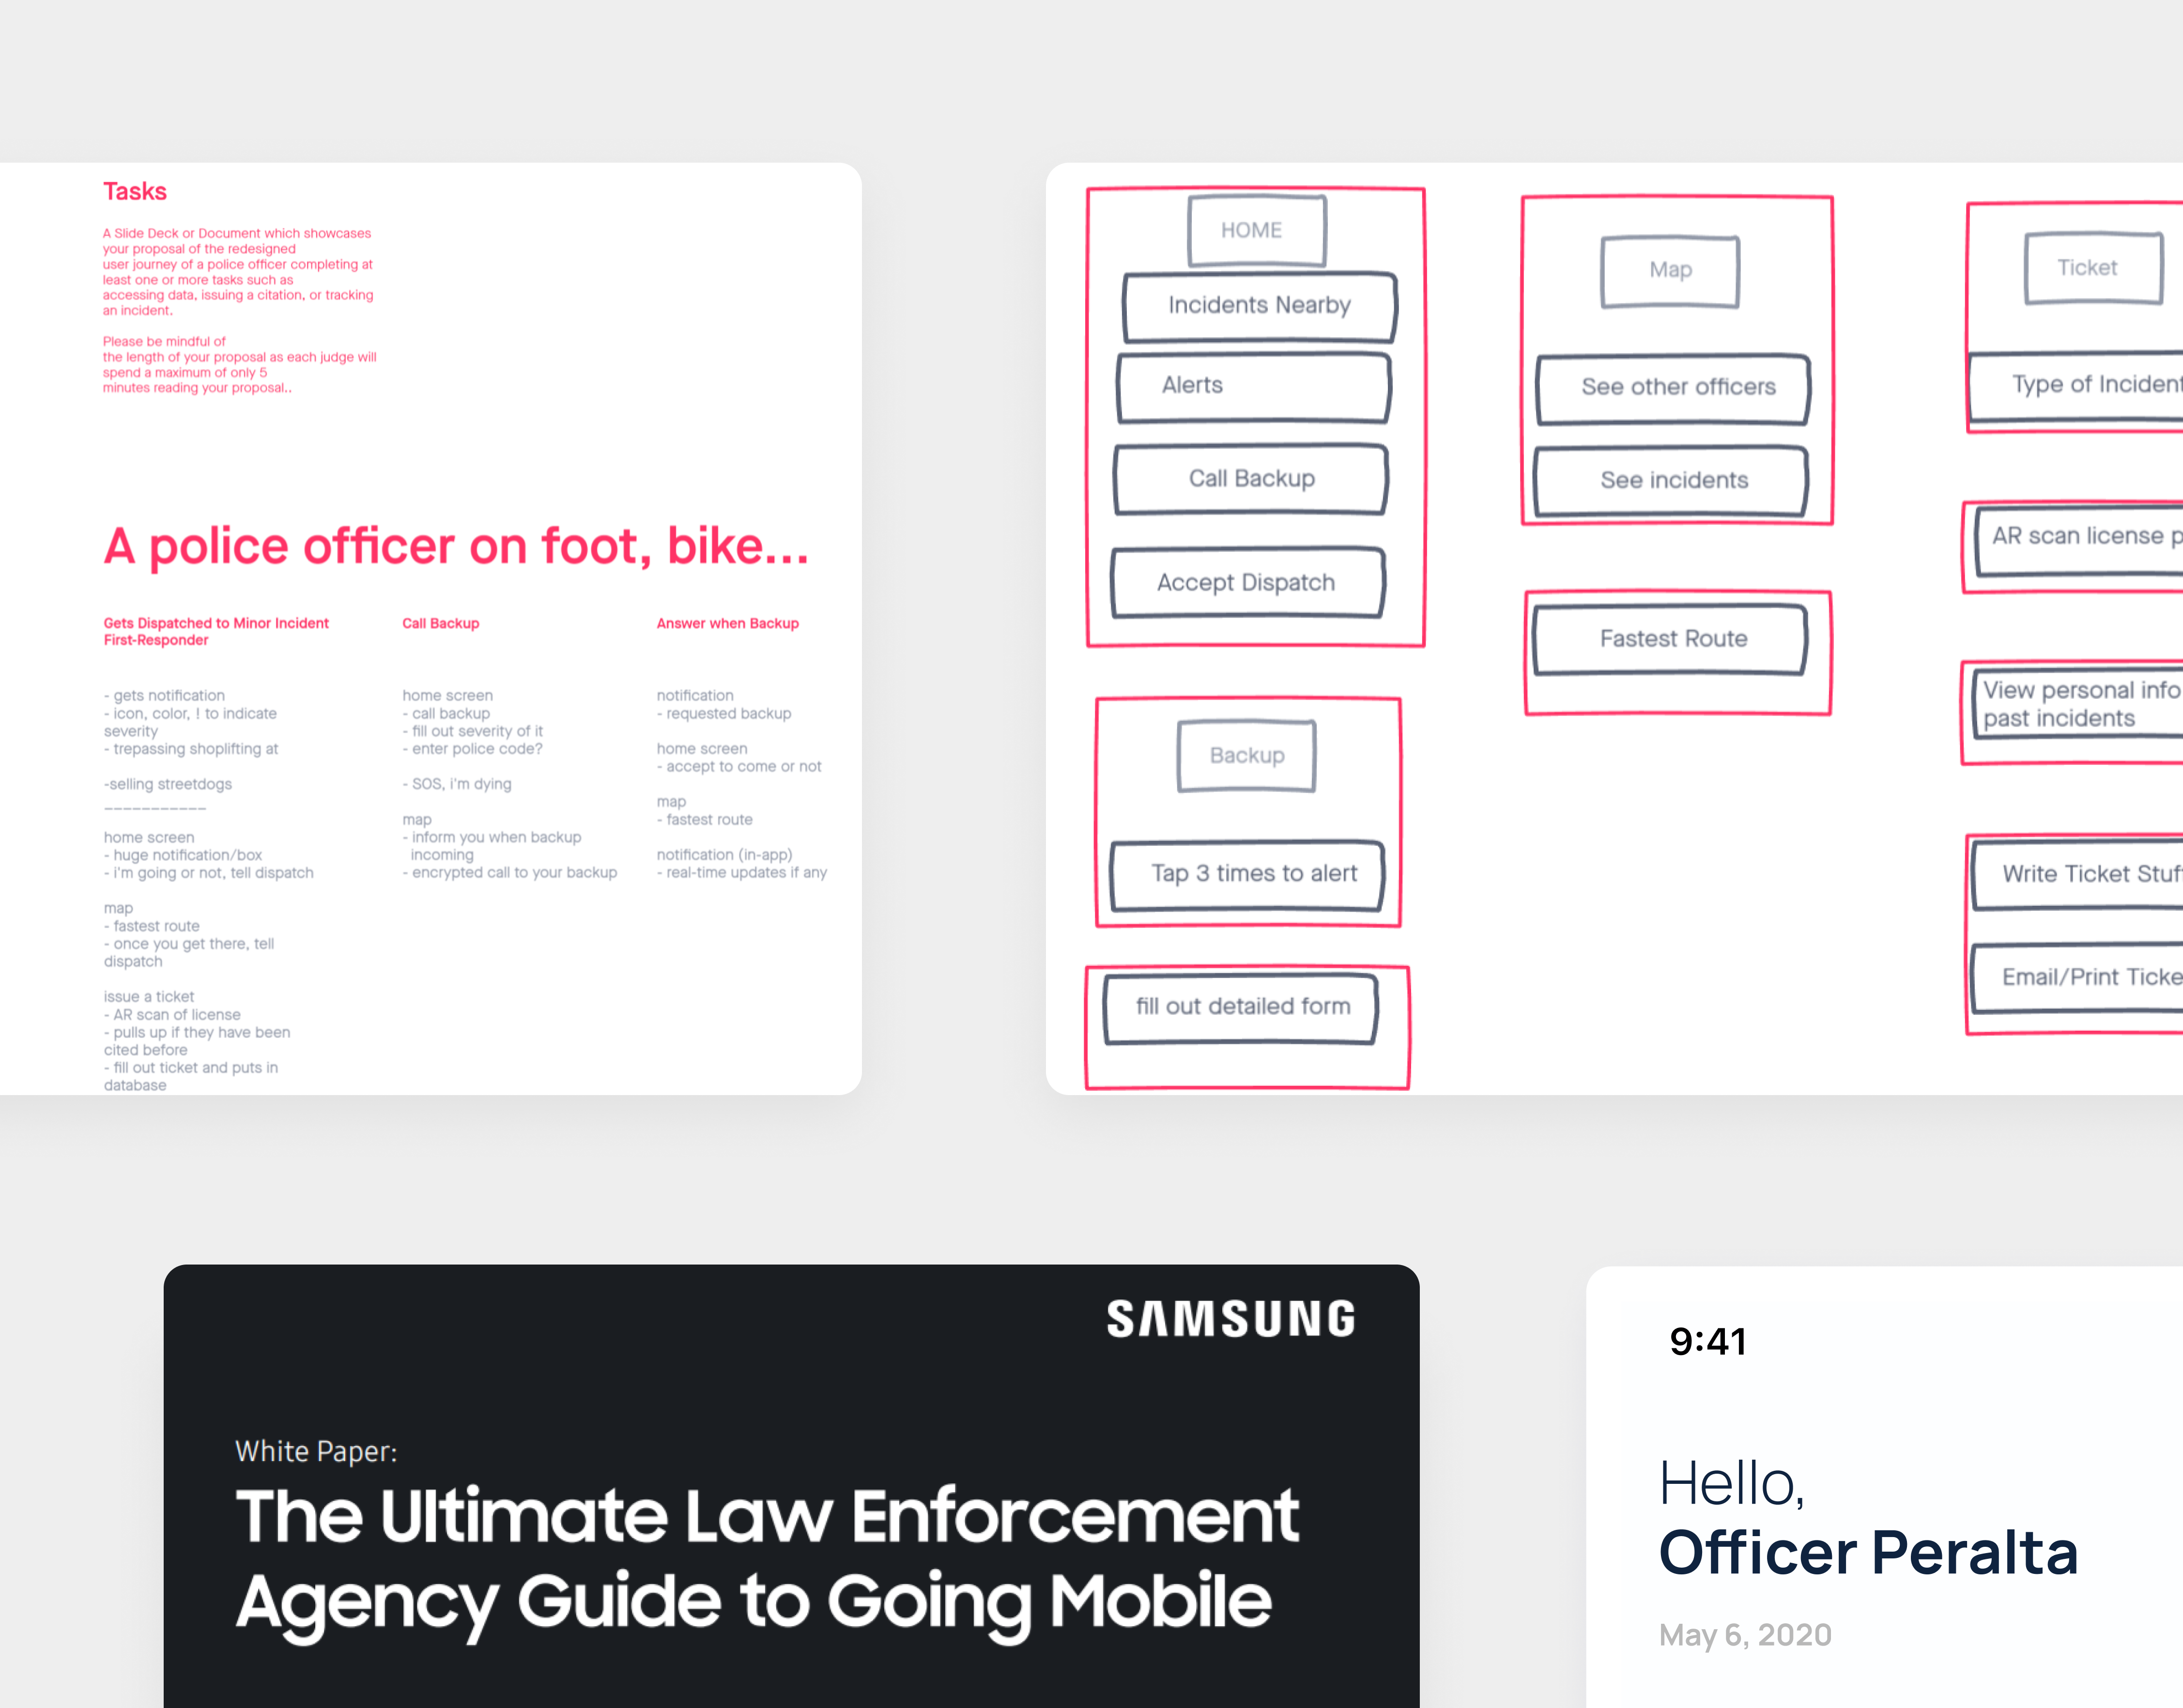 Tasks
A Slide Deck or Document which showcases
your proposal of the redesigned
user journey of a police officer completing at
least one or more tasks such as
accessing data, issuing a citation, or tracking
an incident.
Please be mindful of
the length of your proposal as each judge will
spend a maximum of only 5
minutes reading your proposal..
A police officer on foot, bike...
Gets Dispatched to Minor Incident
First-Responder
- gets notification
- icon, color, ! to indicate
severity
- trepassing shoplifting at
-selling streetdogs
___________
home screen
- huge notification/box
- i'm going or not, tell dispatch
map
- fastest route
- once you get there, tell
dispatch
issue a ticket
- AR scan of license
- pulls up if they have been
cited before
- fill out ticket and puts in
database
Call Backup
home screen
- call backup
- fill out severity of it
- enter police code?
- SOS, i'm dying
map
- inform you when backup
incoming
- encrypted call to your backup
Answer when Backup
notification
- requested backup
home screen
- accept to come or not
map
- fastest route
notification (in-app)
- real-time updates if any
HOME
Incidents Nearby
Alerts
Call Backup
Accept Dispatch
Backup
Tap 3 times to alert
fill out detailed form
Map
See other officers
See incidents
Fastest Route
Ticket
Type of Incident
AR scan license
View personal info
past incidents
Write Ticket
Email/Print
SAMSUNG
White Paper:
The Ultimate Law Enforcement
Agency Guide to Going Mobile
9:41
Hello,
Officer Peralta
May 6, 2020